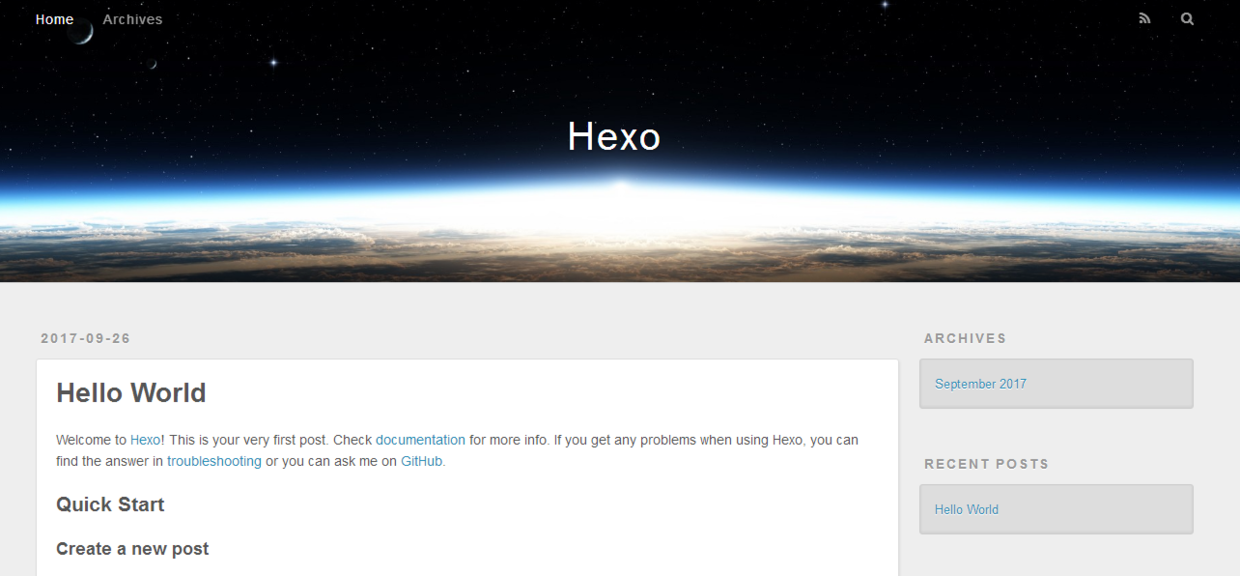 Home Archives
Hexo
2017-09-26
Hello World
Welcome to Hexo! This is your very first post. Check documentation for more info. If you get any problems when using Hexo, you can
find the answer in troubleshooting or you can ask me on GitHub.
Quick Start
Create a new post
ARCHIVES
September 2017
RECENT POSTS
Hello World